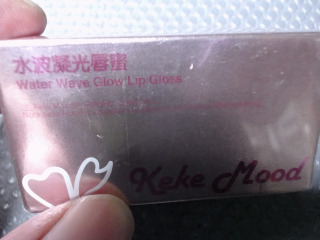 水波凝光唇蜜
Water Wave Glow Lip Gloss
Keke Mood